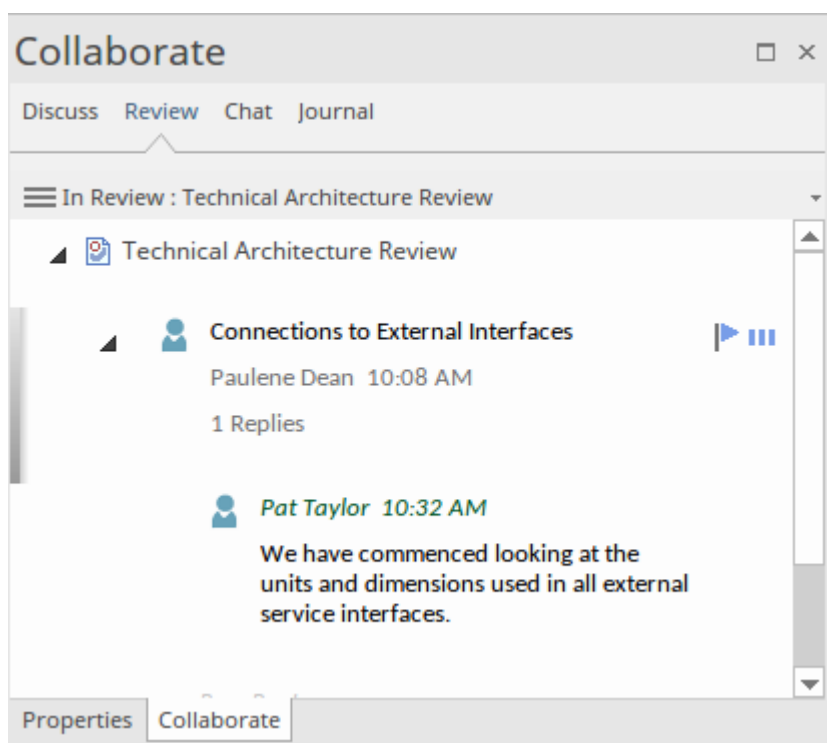 Collaborate
Discuss Review Chat Journal
In Review : Technical Architecture Review
Technical Architecture Review
Connections to External Interfaces
Paulene Dean 10:08 AM
1 Replies
Pat Taylor 10:32 AM
We have commenced looking at the
units and dimensions used in all external
service interfaces.
Properties Collaborate